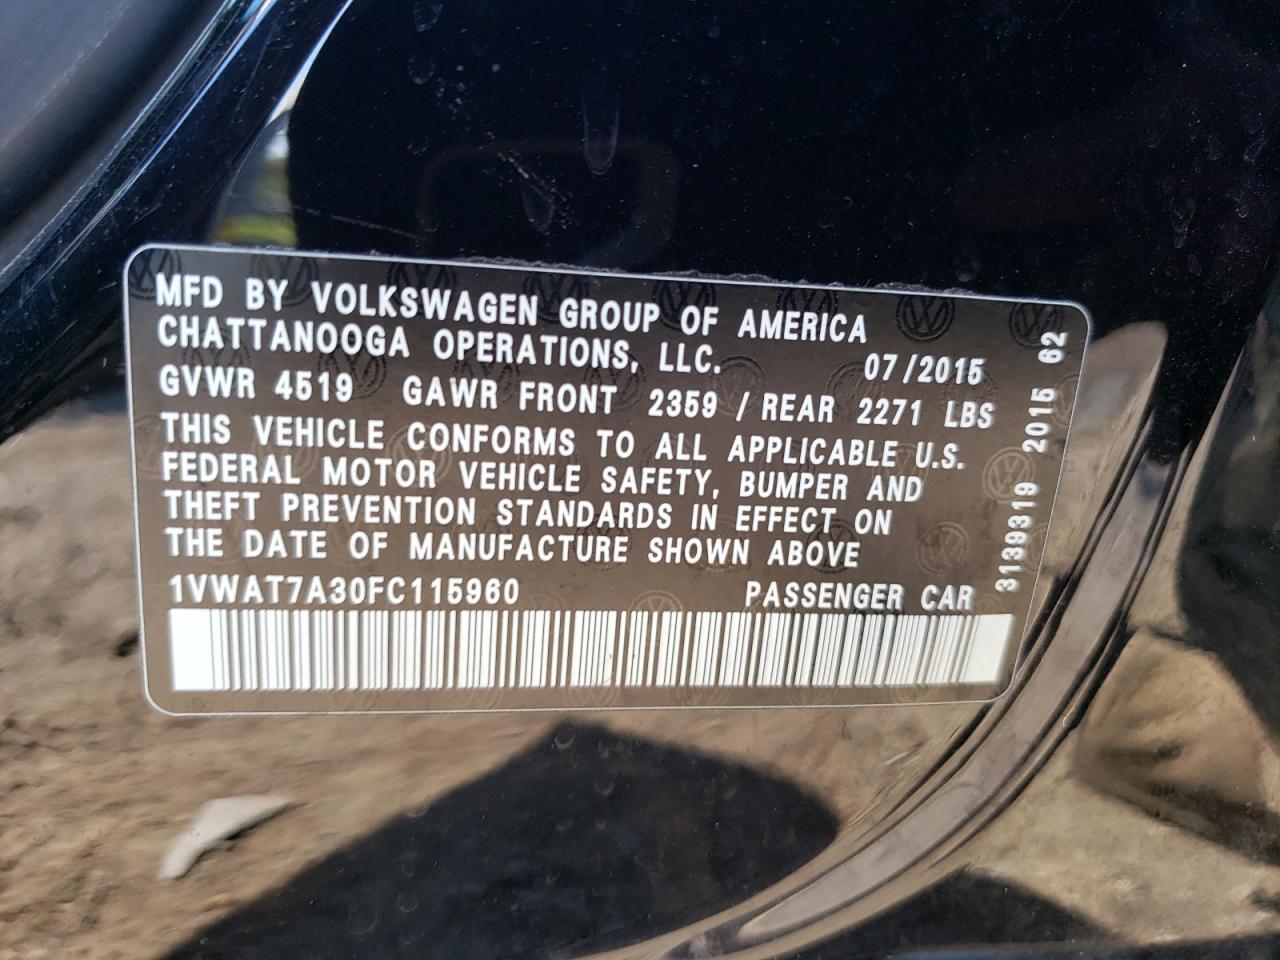 MFD BY VOLKSWAGEN GROUP OF AMERICA
CHATTANOOGA OPERATIONS, LLC. 07/2015
GVWR 4519 GAWR FRONT 2359 / REAR 2271 LBS
THIS VEHICLE CONFORMS TO ALL APPLICABLE U.S.
FEDERAL MOTOR VEHICLE SAFETY, BUMPER AND
THEFT PREVENTION STANDARDS IN EFFECT ON
THE DATE OF MANUFACTURE SHOWN ABOVE
1VWAT7A30FC115960 PASSENGER CAR
3139319 2015 62